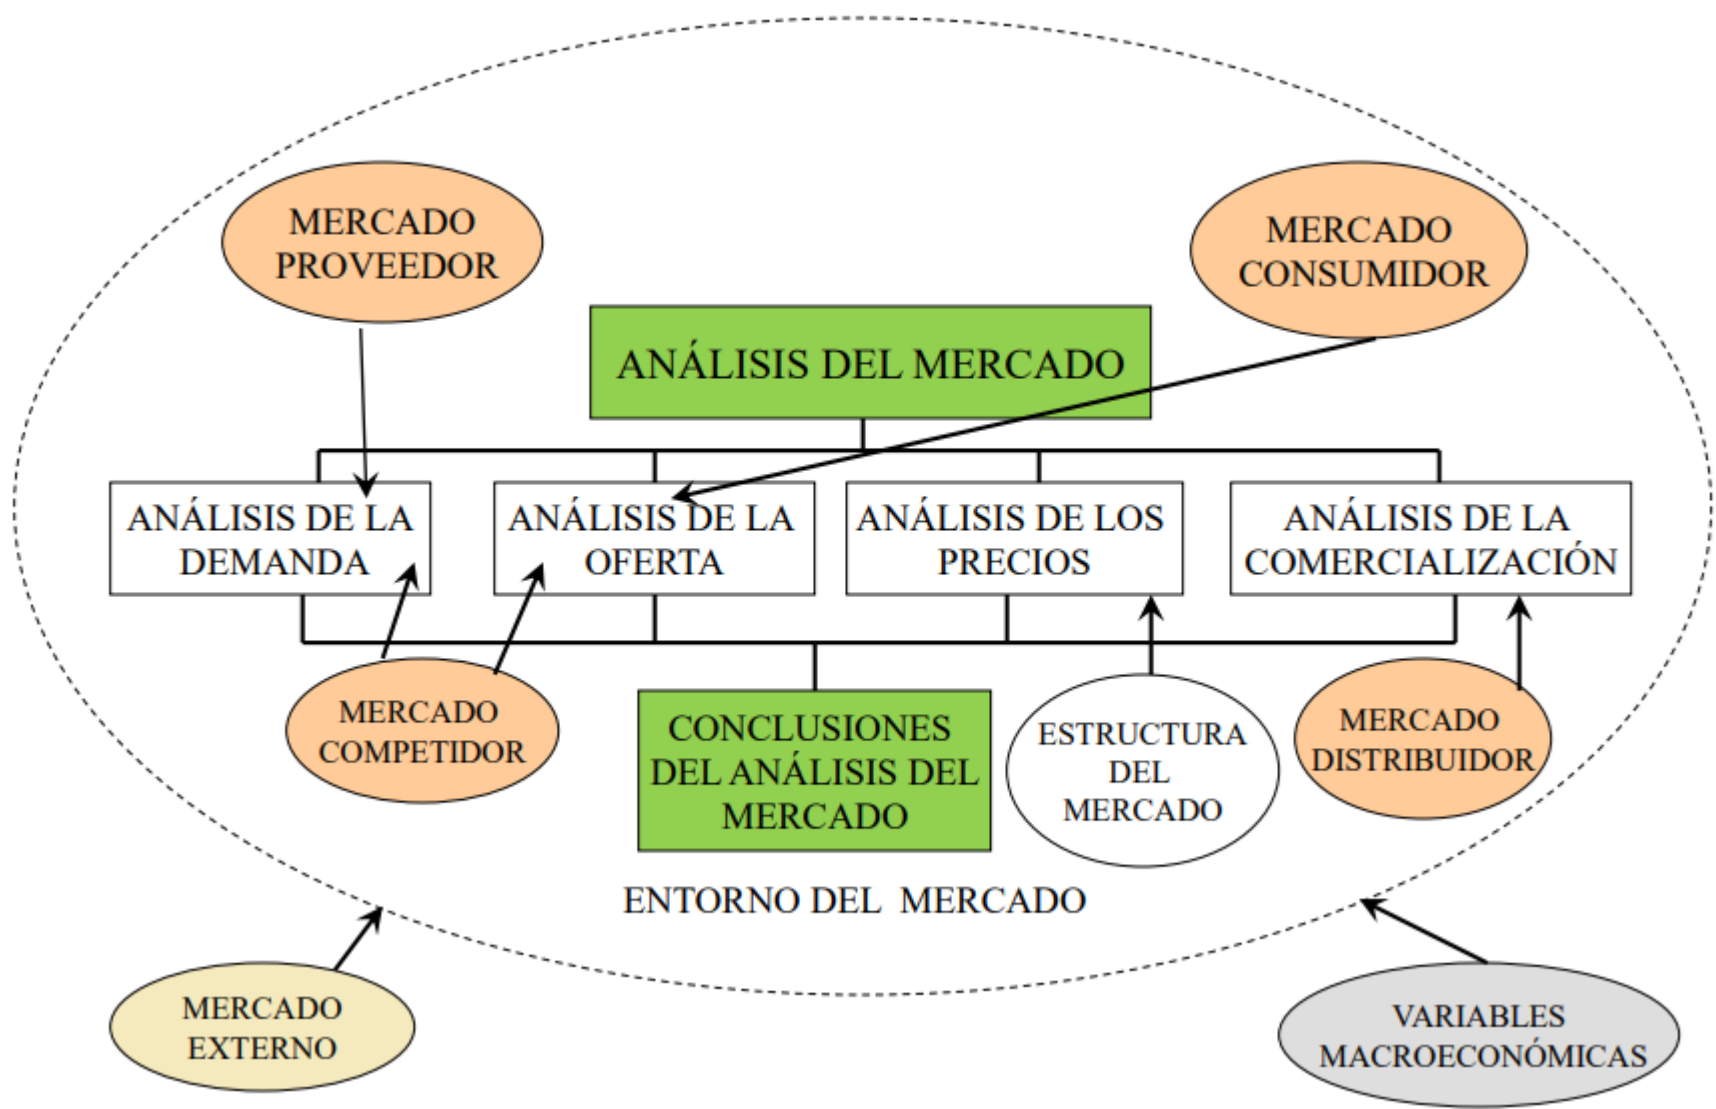 MERCADO
PROVEEDOR
MERCADO
CONSUMIDOR
ANÁLISIS DEL MERCADO
ANÁLISIS DE LA
DEMANDA
ANÁLISIS DE LA
OFERTA
ANÁLISIS DE LOS
PRECIOS
ANÁLISIS DE LA
COMERCIALIZACIÓN
MERCADO
COMPETIDOR
CONCLUSIONES
DEL ANÁLISIS DEL
MERCADO
ESTRUCTURA
DEL
MERCADO
MERCADO
DISTRIBUIDOR
ENTORNO DEL MERCADO
MERCADO
EXTERNO
VARIABLES
MACROECONÓMICAS